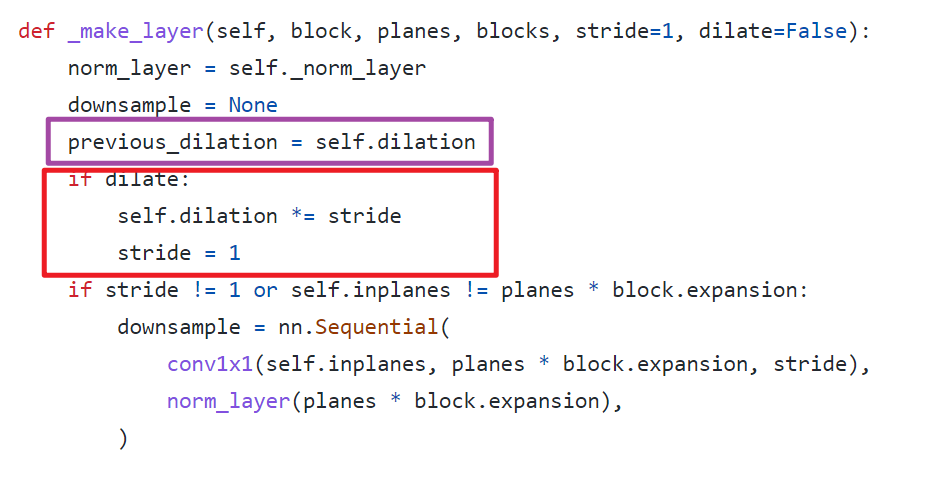 def _make_layer(self, block, planes, blocks, stride=1, dilate=False):
    norm_layer = self._norm_layer
    downsample = None
    previous_dilation = self.dilation
    if dilate:
        self.dilation *= stride
        stride = 1
    if stride != 1 or self.inplanes != planes * block.expansion:
        downsample = nn.Sequential(
            conv1x1(self.inplanes, planes * block.expansion, stride),
            norm_layer(planes * block.expansion),
        )